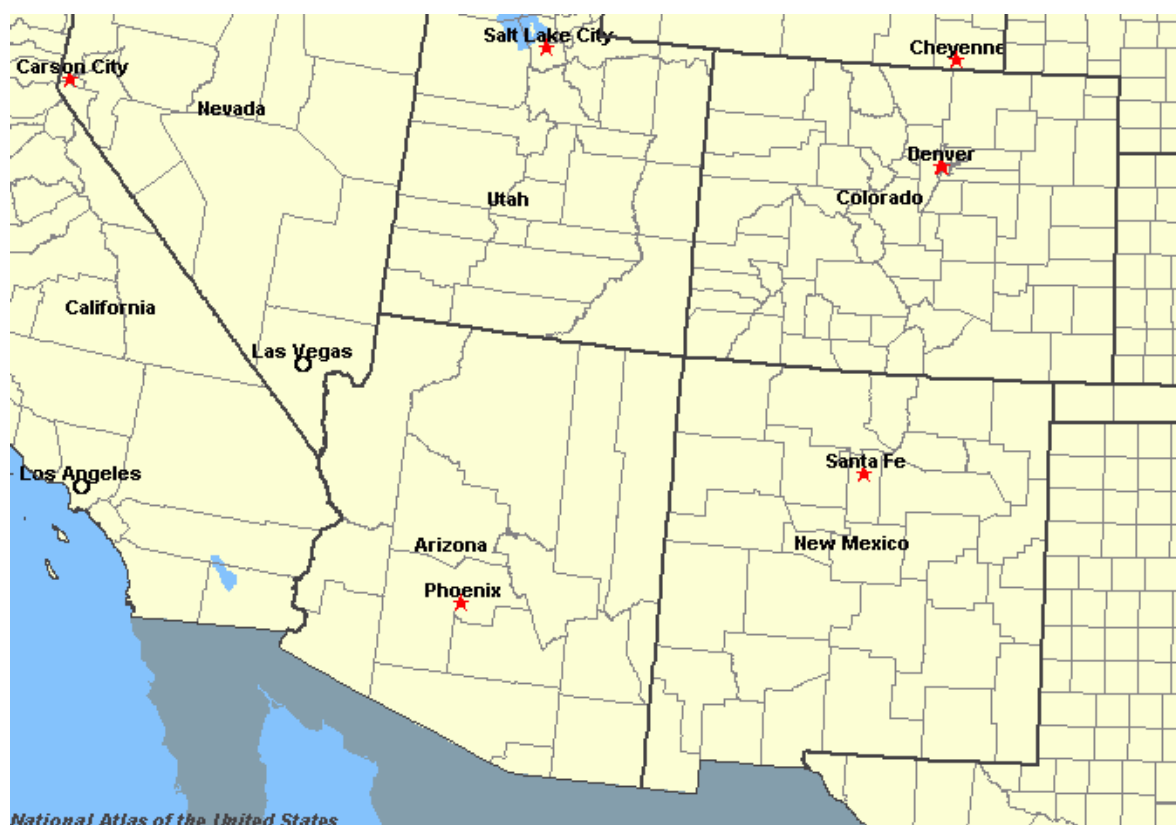 Salt Lake City
Cheyenne
Carson City
Nevada
Denver
Utah
Colorado
California
Las Vegas
Santa Fe
Los Angeles
Arizona
New Mexico
Phoenix
National Atlas of the United States